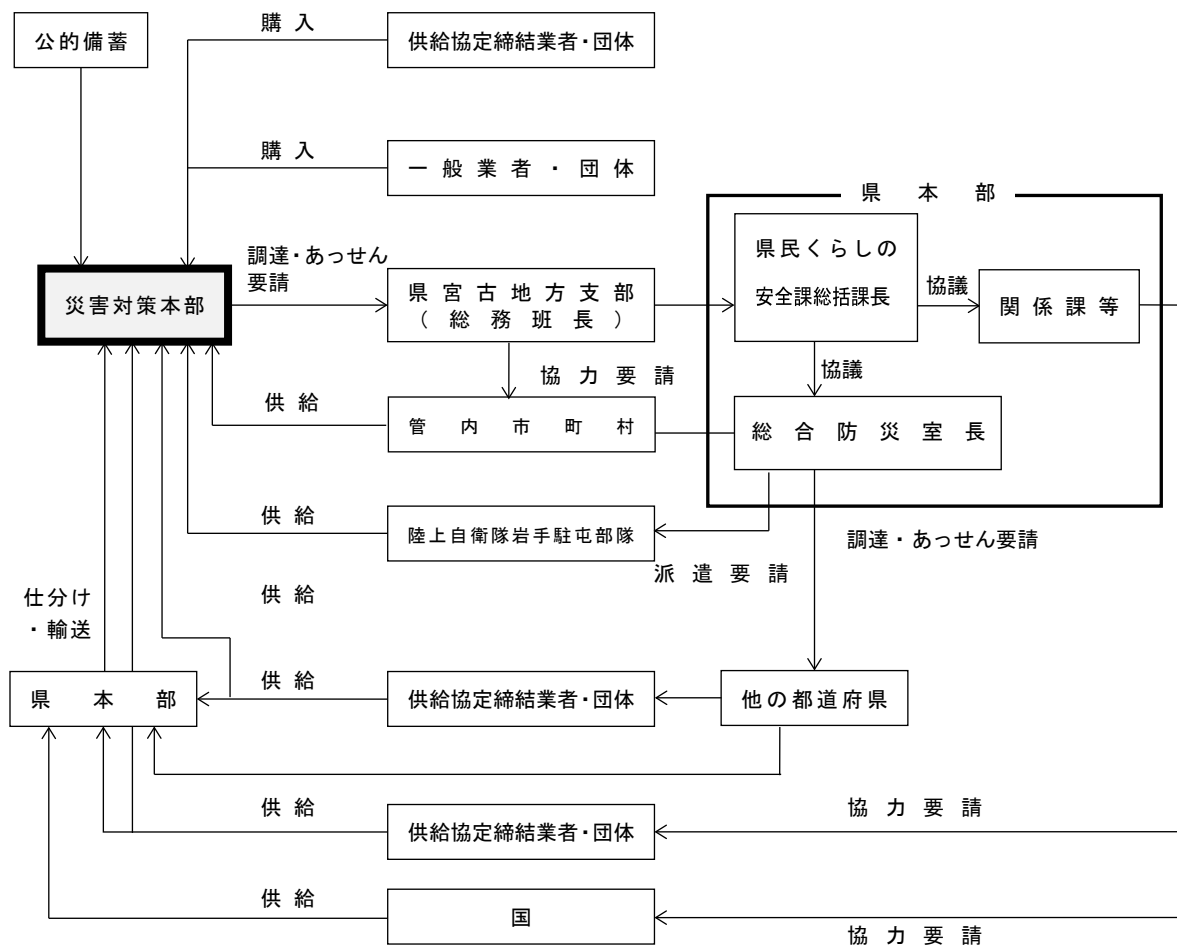 購入
公的備蓄
供給協定締結業者・団体
購入
一般業者・団体
県本部
県民くらしの
安全課総括課長
調達・あっせん
要請
災害対策本部
県宮古地方支部
（総務班長）
協議
関係課等
協力要請
協議
供給
管内市町村
総合防災室長
供給
陸上自衛隊岩手駐屯部隊
調達・あっせん要請
派遣要請
供給
仕分け
・輸送
県本部
供給
供給協定締結業者・団体
他の都道府県
供給
供給協定締結業者・団体
協力要請
供給
国
協力要請